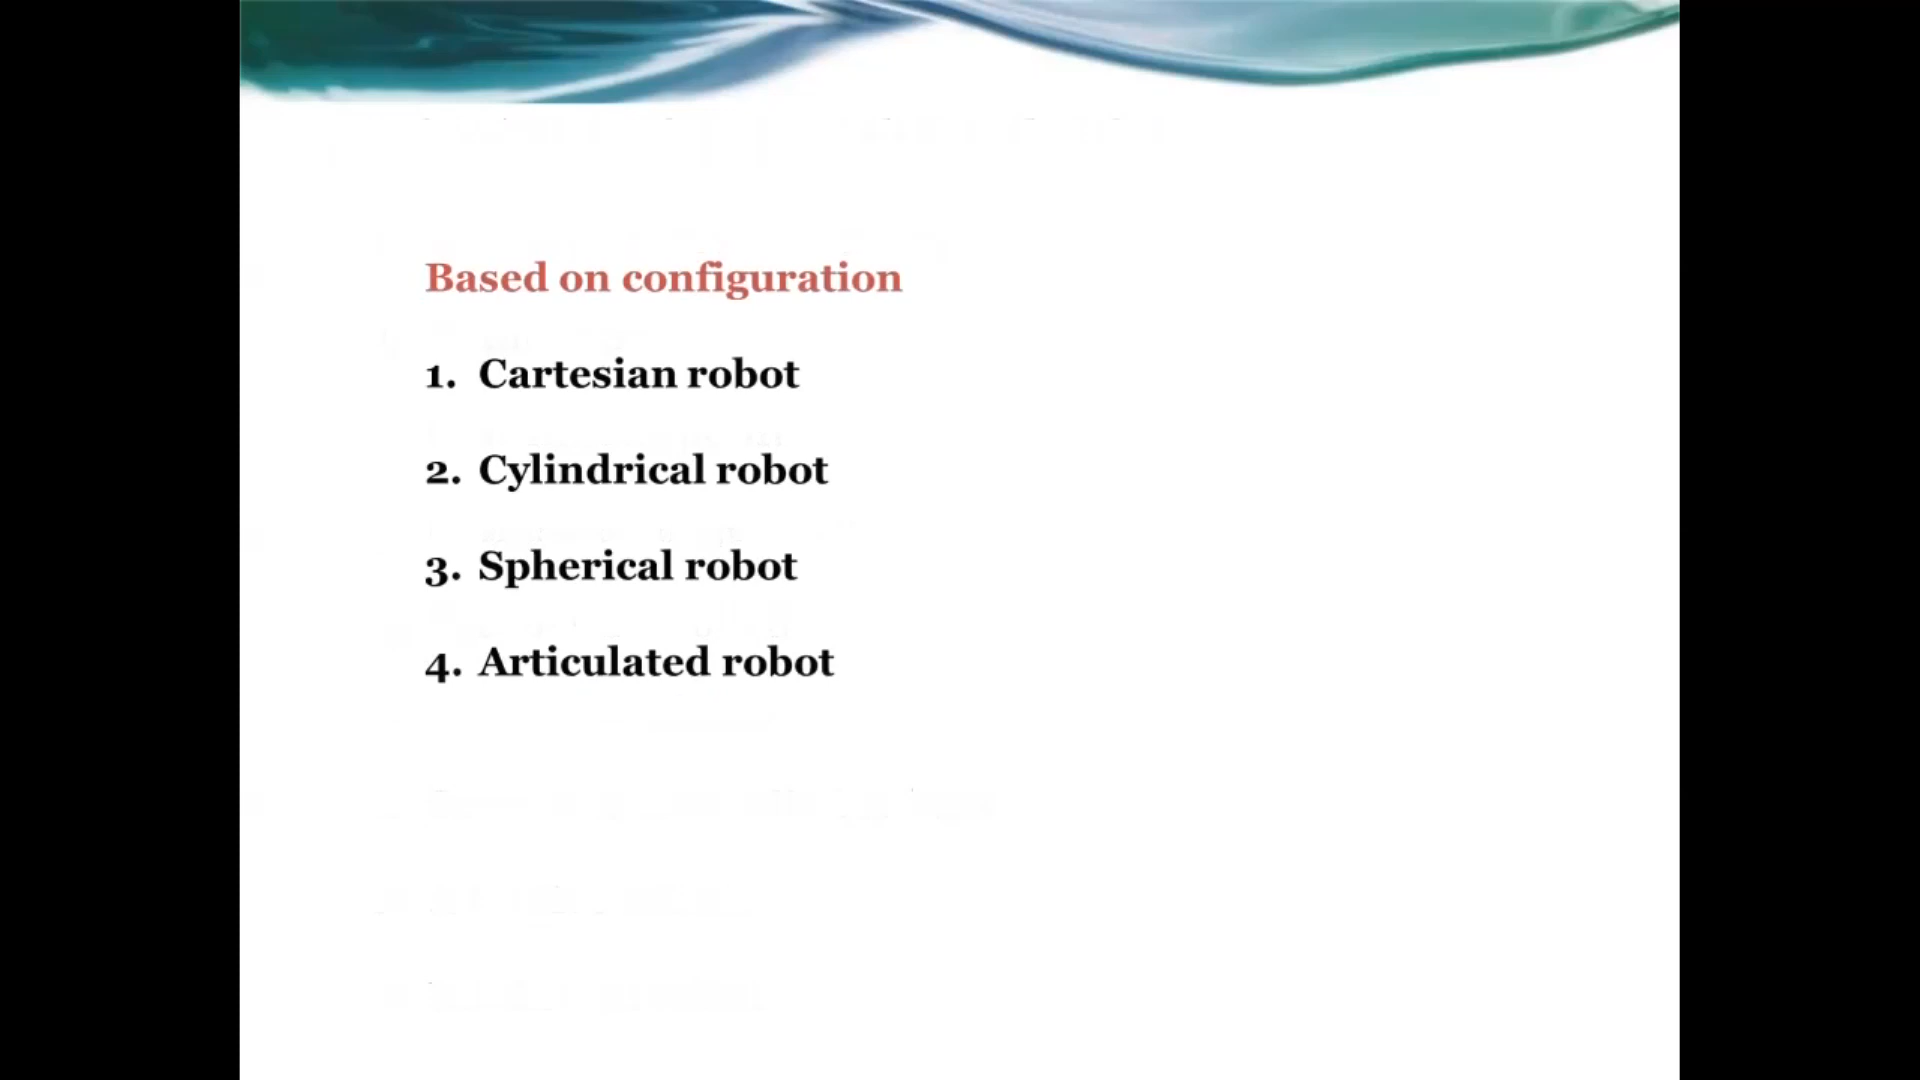 Based on configuration
1. Cartesian robot
2. Cylindrical robot
3. Spherical robot
4. Articulated robot